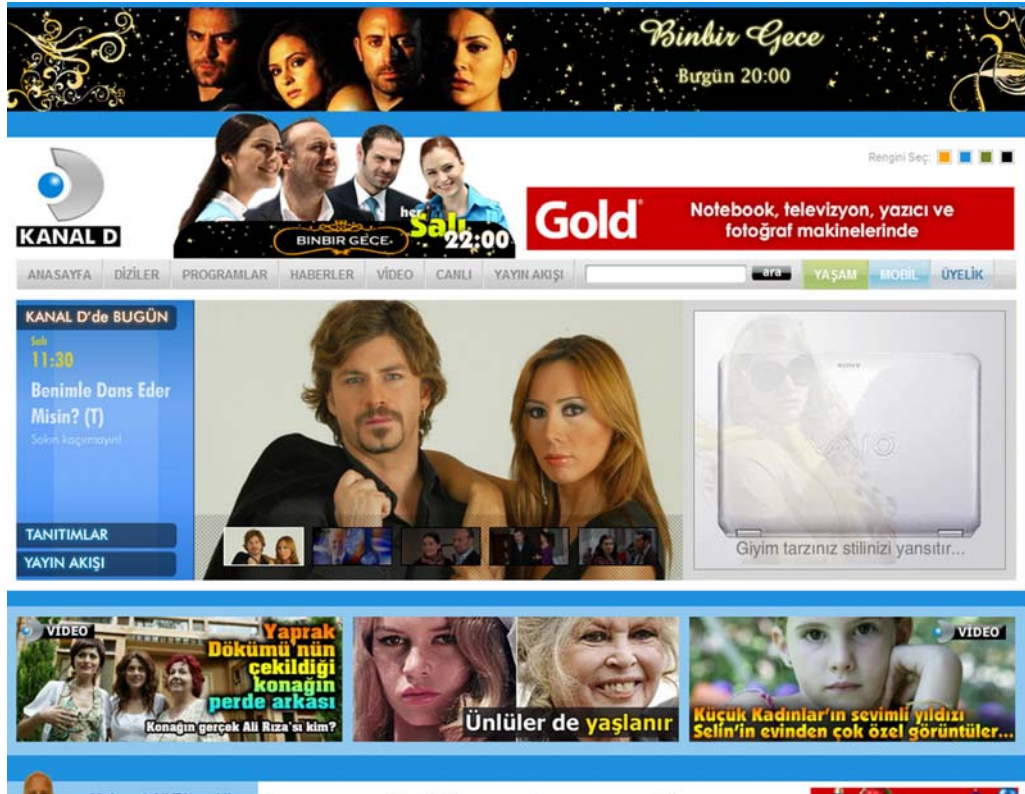 Binbir Gece
Bugün 20:00
Rengini Seç:
KANAL D
BINBIR GECE
her
Salı
22:00
Gold
Notebook, televizyon, yazıcı ve
fotoğraf makinelerinde
ANASAYFA DİZİLER PROGRAMLAR HABERLER VİDEO CANLI YAYIN AKIŞI ara YAŞAM MOBİL ÜYELİK
KANAL D'de BUGÜN
Salı
11:30
Benimle Dans Eder
Misin? (T)
Sakın kaçırmayın!
TANITIMLAR
YAYIN AKIŞI
SONY
VAIO
Giyim tarzınız stilinizi yansıtır...
VIDEO
Yaprak
Dökümü'nün
çekildiği
konağın
perde arkası
Konağın gerçek Ali Rıza'sı kim?
Ünlüler de yaşlanır
VIDEO
Küçük Kadınlar'ın sevimli yıldızı
Selin'in evinden çok özel görüntüler...